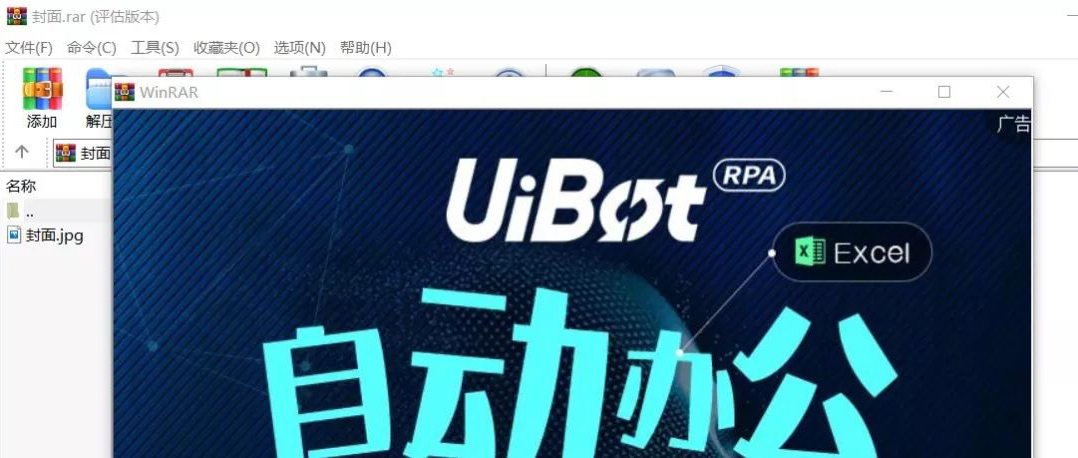 封面.rar (评估版本)
文件(F) 命令(C) 工具(S) 收藏夹(O) 选项(N) 帮助(H)
添加 解压
WinRAR
广告
封面
名称
..
封面.jpg
UiBot RPA
Excel
自动办公